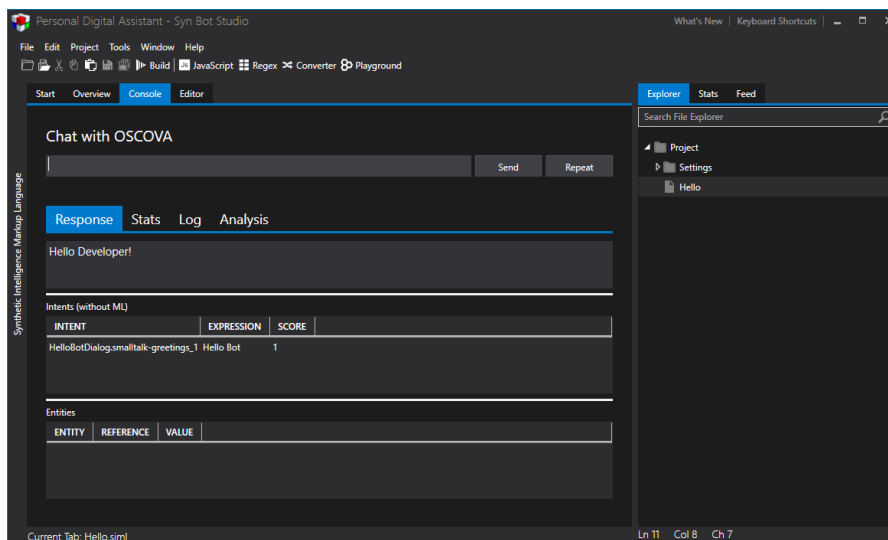 Personal Digital Assistant - Syn Bot Studio
What's New | Keyboard Shortcuts |
File Edit Project Tools Window Help
Build JavaScript Regex Converter Playground
Start Overview Console Editor
Explorer Stats Feed
Search File Explorer
Chat with OSCOVA
Project
Send Repeat
Settings
Hello
Synthetic Intelligence Markup Language
Response Stats Log Analysis
Hello Developer!
Intents (without ML)
INTENT EXPRESSION SCORE
HelloBotDialog.smalltalk-greetings_1 Hello Bot 1
Entities
ENTITY REFERENCE VALUE
Current Tab: Hello.siml
Ln 11 Col 8 Ch 7